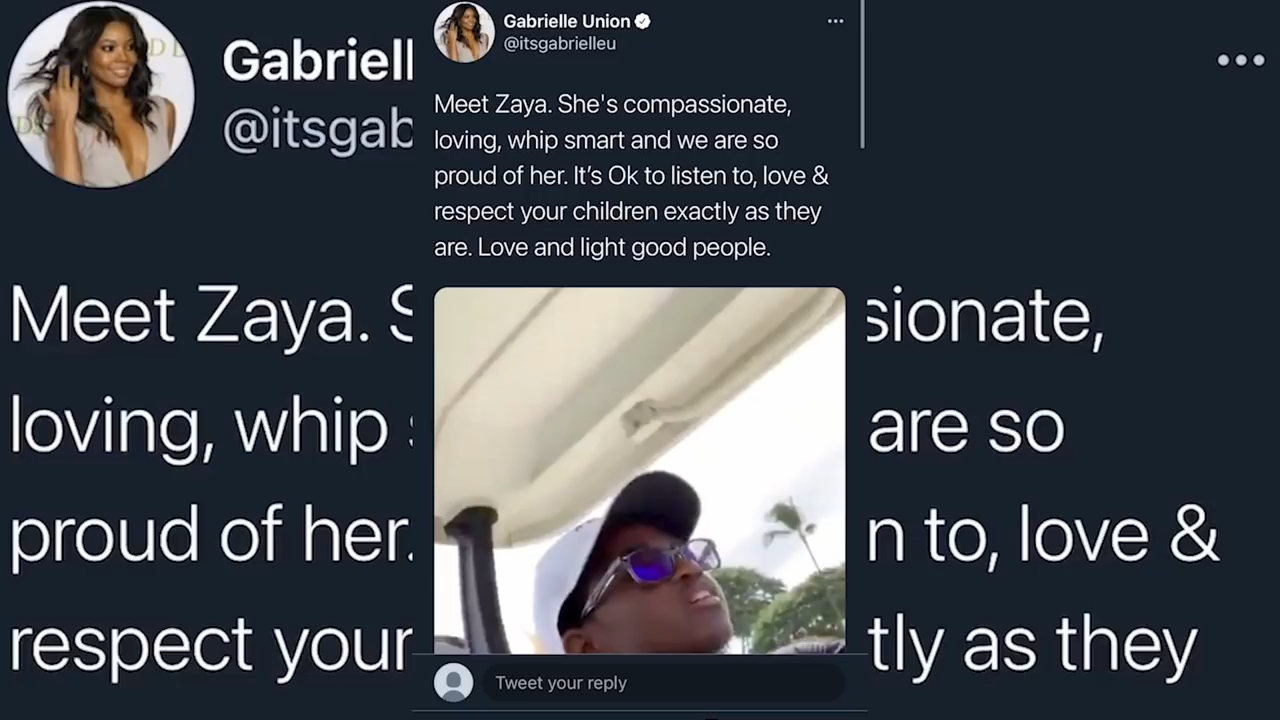 Gabriell
@itsgab
Meet Zaya. S
sionate,
loving, whip
are so
proud of her.
n to, love &
respect your
tly as they
Gabrielle Union
@itsgabrielleu
Meet Zaya. She's compassionate,
loving, whip smart and we are so
proud of her. It’s Ok to listen to, love &
respect your children exactly as they
are. Love and light good people.
Tweet your reply